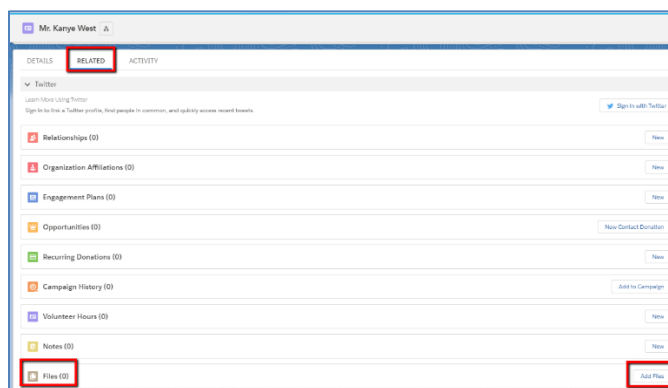 Mr. Kanye West
DETAILS RELATED ACTIVITY
Twitter
Learn More Using Twitter
Sign in to link a Twitter profile, find people in common, and quickly access recent tweets.
Sign In with Twitter
Relationships (0) New
Organization Affiliations (0) New
Engagement Plans (0) New
Opportunities (0) New Contact Donation
Recurring Donations (0) New
Campaign History (0) Add to Campaign
Volunteer Hours (0) New
Notes (0) New
Files (0) Add Files